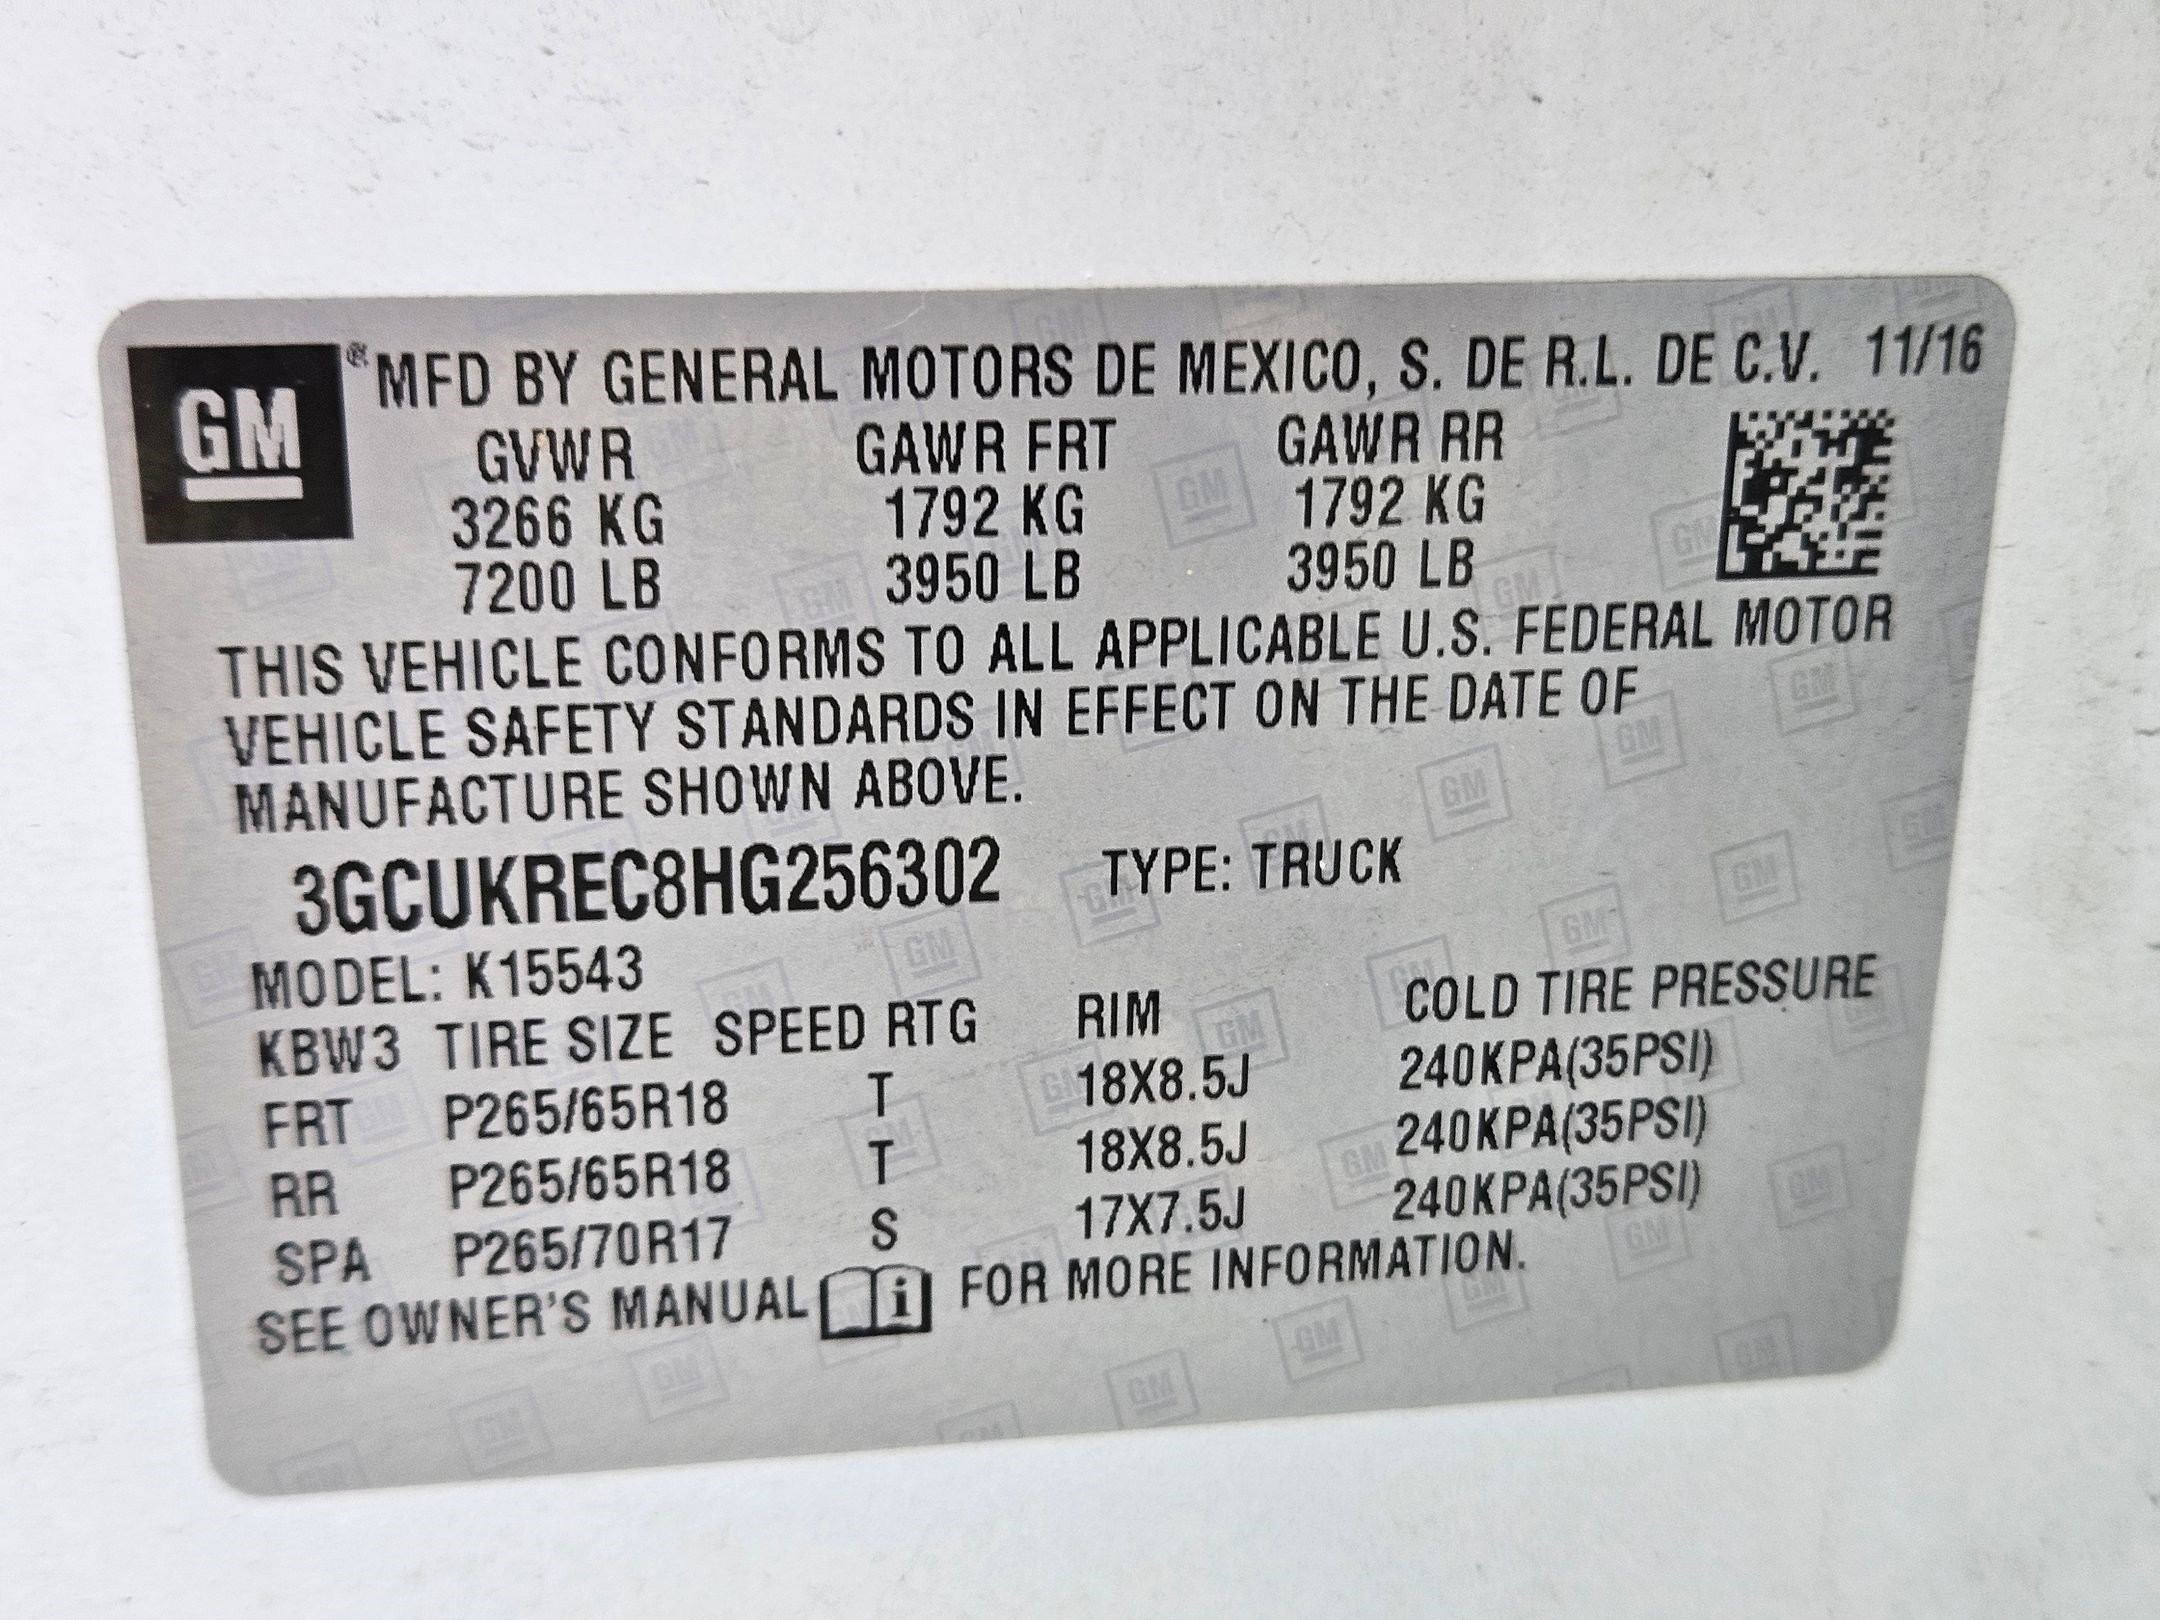 GM ® MFD BY GENERAL MOTORS DE MEXICO, S. DE R.L. DE C.V. 11/16
GVWR GAWR FRT GAWR RR
3266 KG 1792 KG 1792 KG
7200 LB 3950 LB 3950 LB
THIS VEHICLE CONFORMS TO ALL APPLICABLE U.S. FEDERAL MOTOR
VEHICLE SAFETY STANDARDS IN EFFECT ON THE DATE OF
MANUFACTURE SHOWN ABOVE.
3GCUKREC8HG256302 TYPE: TRUCK
MODEL: K15543
KBW3 TIRE SIZE SPEED RTG RIM COLD TIRE PRESSURE
FRT P265/65R18 T 18X8.5J 240KPA(35PSI)
RR P265/65R18 T 18X8.5J 240KPA(35PSI)
SPA P265/70R17 S 17X7.5J 240KPA(35PSI)
SEE OWNER'S MANUAL i FOR MORE INFORMATION.